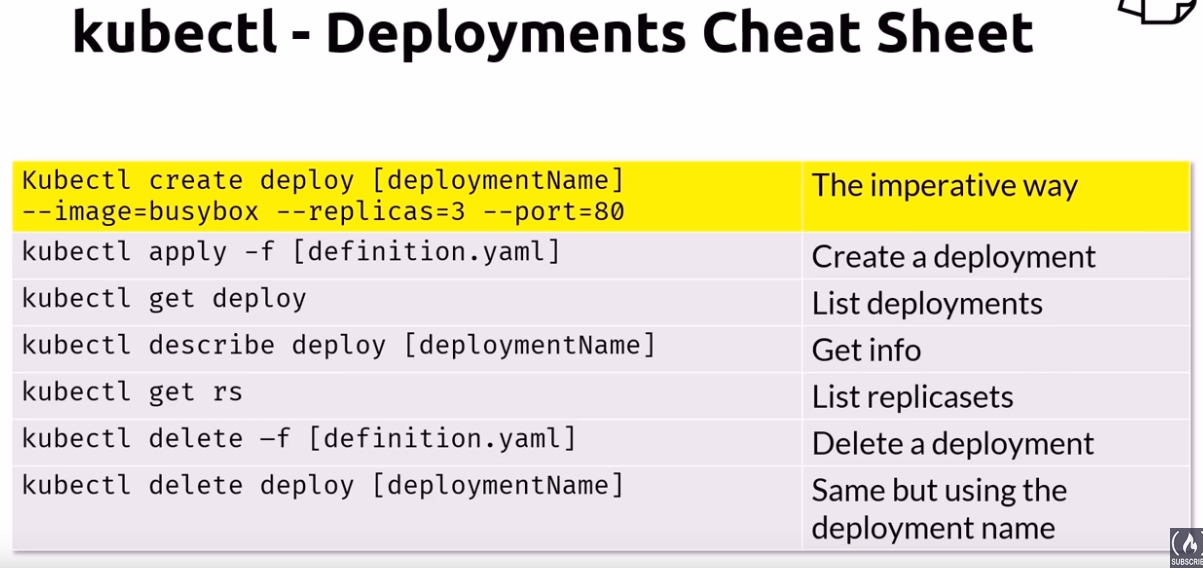 kubectl - Deployments Cheat Sheet
Kubectl create deploy [deploymentName]
--image=busybox --replicas=3 --port=80
The imperative way
kubectl apply -f [definition.yaml]
Create a deployment
kubectl get deploy
List deployments
kubectl describe deploy [deploymentName]
Get info
kubectl get rs
List replicasets
kubectl delete –f [definition.yaml]
Delete a deployment
kubectl delete deploy [deploymentName]
Same but using the
deployment name